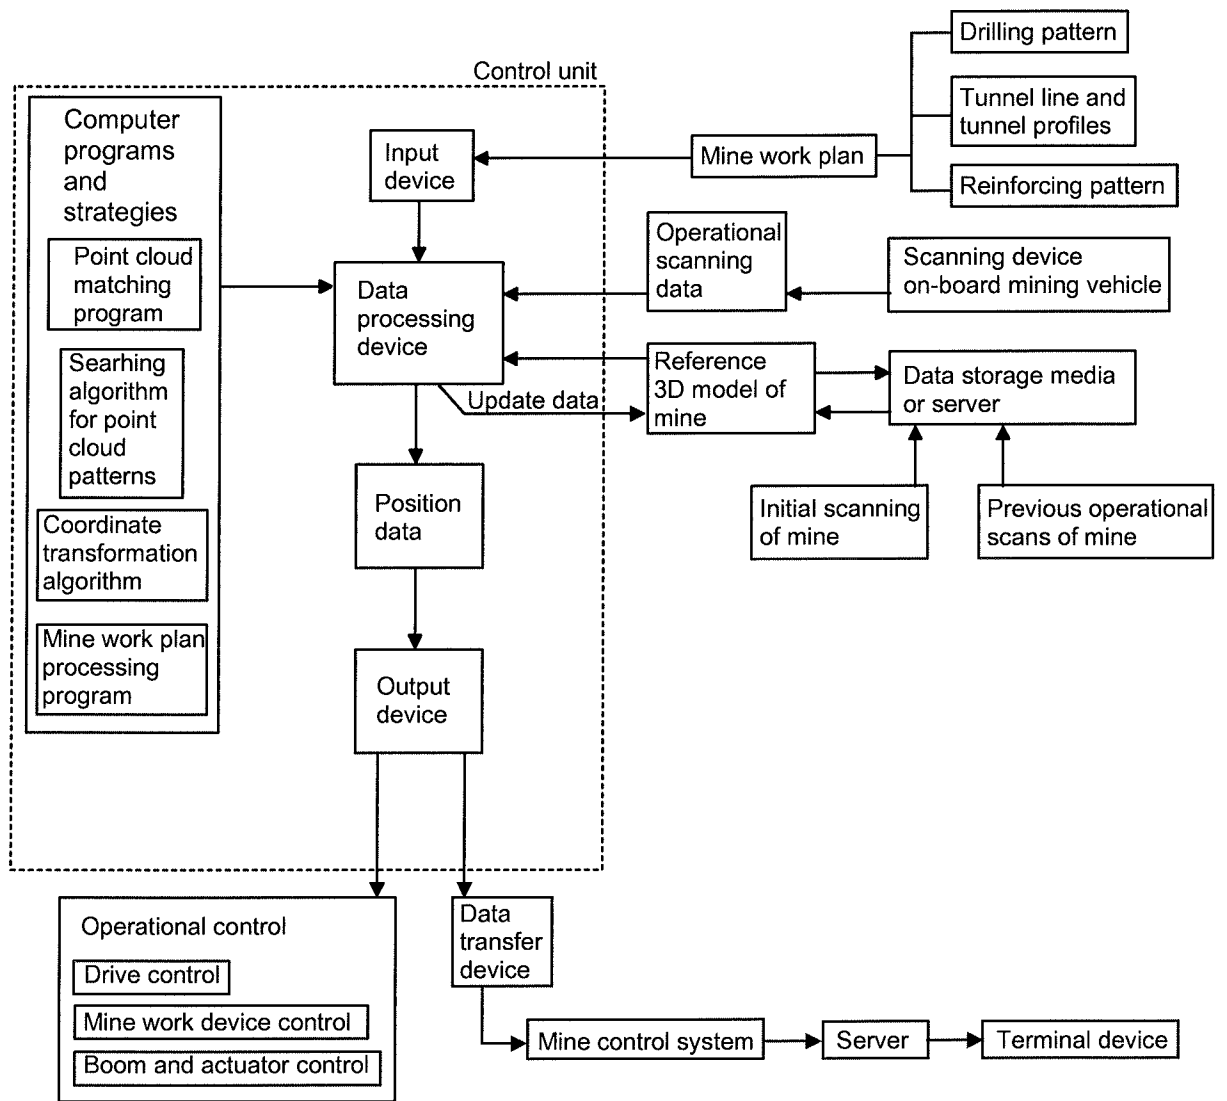 Control unit
Computer
programs
and
strategies
Point cloud
matching
program
Searhing
algorithm
for point
cloud
patterns
Coordinate
transformation
algorithm
Mine work plan
processing
program
Input
device
Data
processing
device
Update data
Position
data
Output
device
Mine work plan
Drilling pattern
Tunnel line and
tunnel profiles
Reinforcing pattern
Operational
scanning
data
Scanning device
on-board mining vehicle
Reference
3D model of
mine
Data storage media
or server
Initial scanning
of mine
Previous operational
scans of mine
Operational control
Drive control
Mine work device control
Boom and actuator control
Data
transfer
device
Mine control system
Server
Terminal device